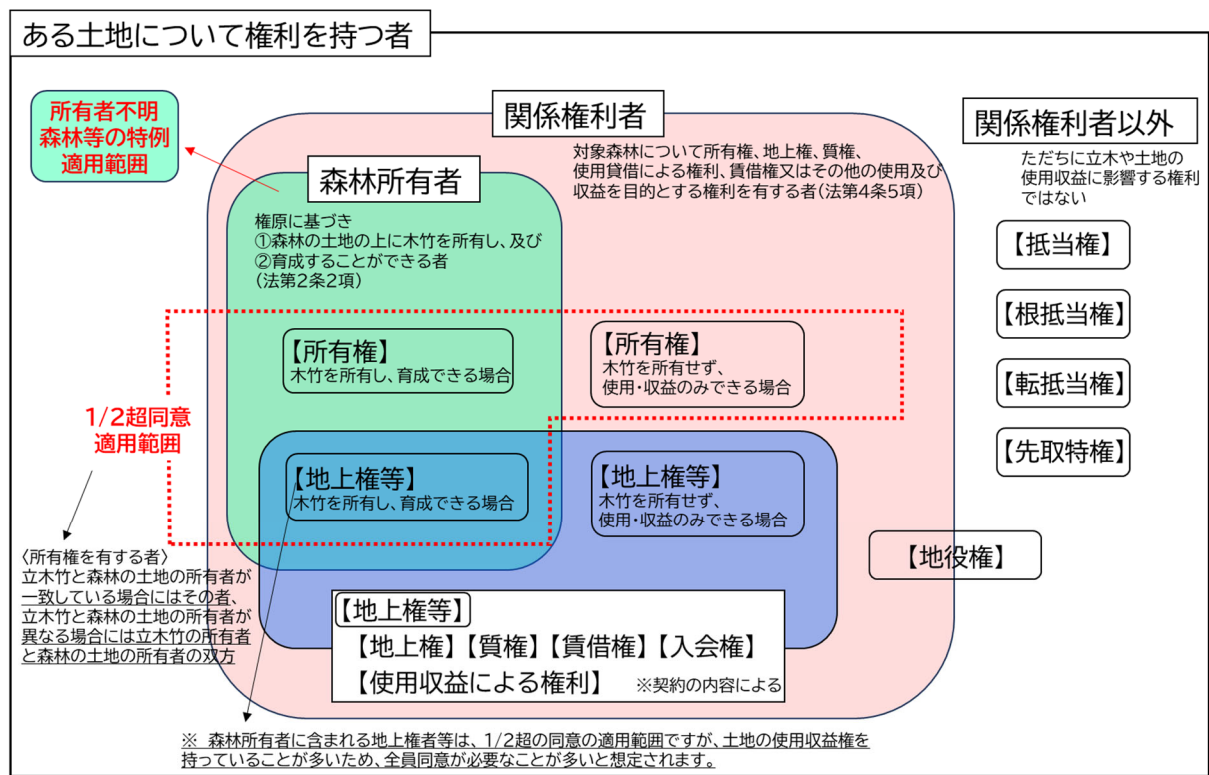 ある土地について権利を持つ者
所有者不明
森林等の特例
適用範囲
関係権利者
対象森林について所有権、地上権、質権、
使用貸借による権利、賃借権又はその他の使用及び
収益を目的とする権利を有する者(法第4条5項)
関係権利者以外
ただちに立木や土地の
使用収益に影響する権利
ではない
【抵当権】
【根抵当権】
【転抵当権】
【先取特権】
森林所有者
権原に基づき
①森林の土地の上に木竹を所有し、及び
②育成することができる者
(法第2条2項)
【所有権】
木竹を所有し、育成できる場合
【所有権】
木竹を所有せず、
使用・収益のみできる場合
1/2超同意
適用範囲
【地上権等】
木竹を所有し、育成できる場合
【地上権等】
木竹を所有せず、
使用・収益のみできる場合
【地役権】
〈所有権を有する者〉
立木竹と森林の土地の所有者が
一致している場合にはその者、
立木竹と森林の土地の所有者が
異なる場合には立木竹の所有者
と森林の土地の所有者の双方
【地上権等】
【地上権】【質権】【賃借権】【入会権】
【使用収益による権利】 ※契約の内容による
※ 森林所有者に含まれる地上権者等は、1/2超の同意の適用範囲ですが、土地の使用収益権を
持っていることが多いため、全員同意が必要なことが多いと想定されます。